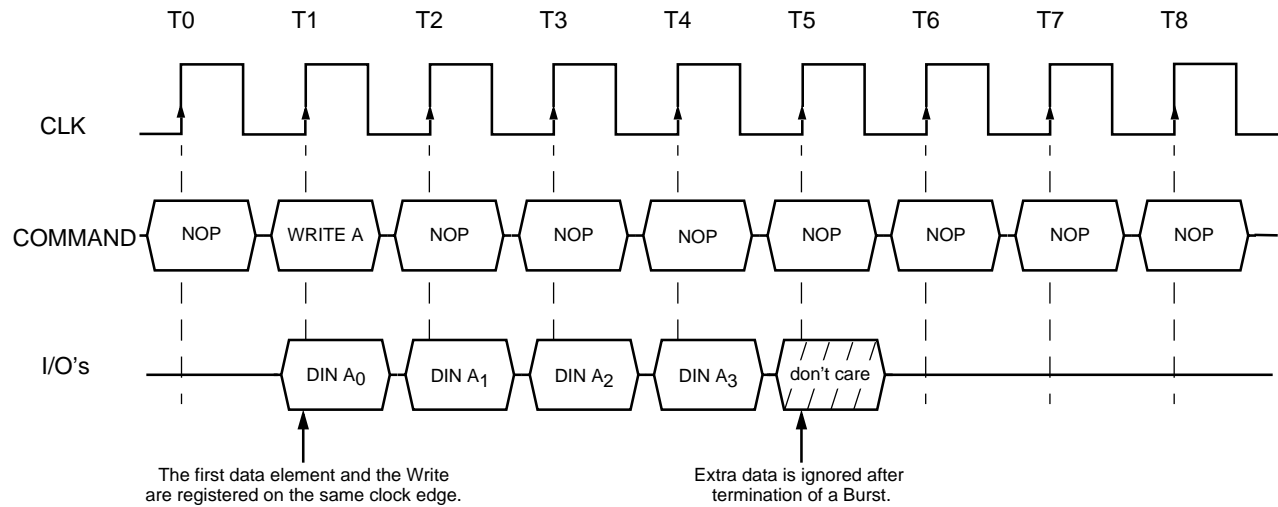 T0 T1 T2 T3 T4 T5 T6 T7 T8
CLK
COMMAND NOP WRITE A NOP NOP NOP NOP NOP NOP NOP
I/O's DIN A0 DIN A1 DIN A2 DIN A3 don't care
The first data element and the Write
are registered on the same clock edge.
Extra data is ignored after
termination of a Burst.